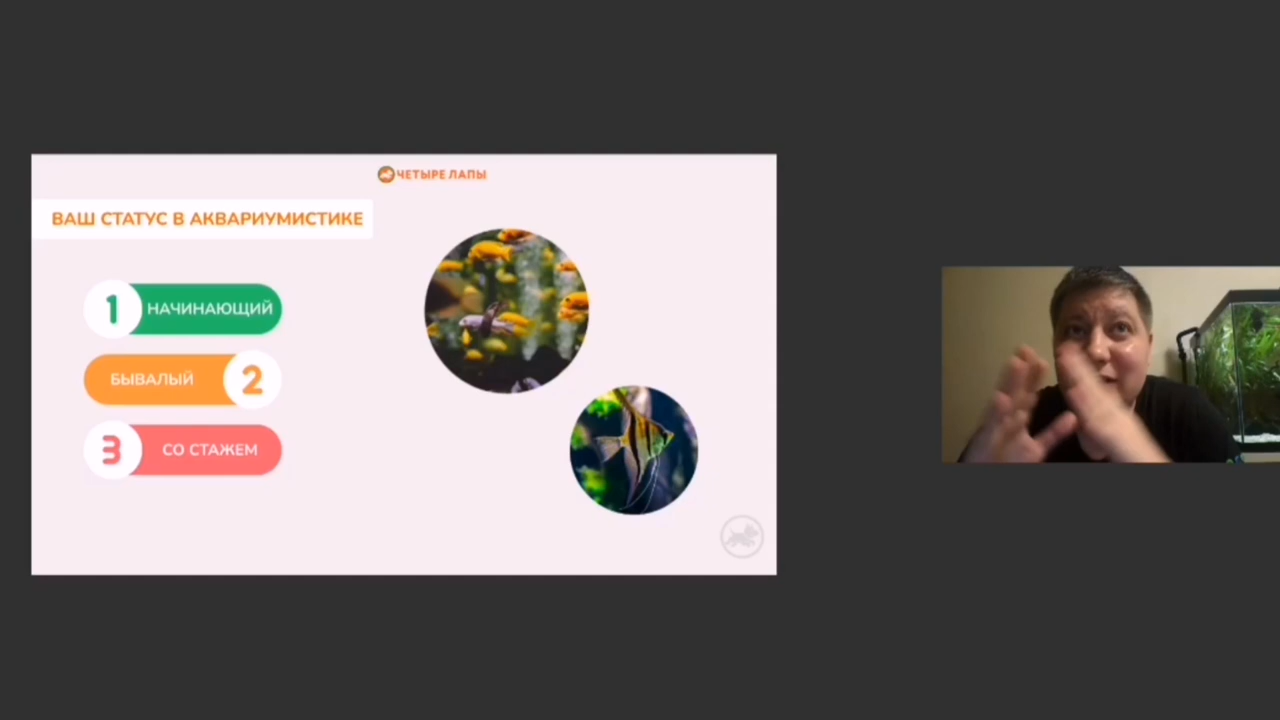 ЧЕТЫРЕ ЛАПЫ
ВАШ СТАТУС В АКВАРИУМИСТИКЕ
1 НАЧИНАЮЩИЙ
БЫВАЛЫЙ 2
3 СО СТАЖЕМ